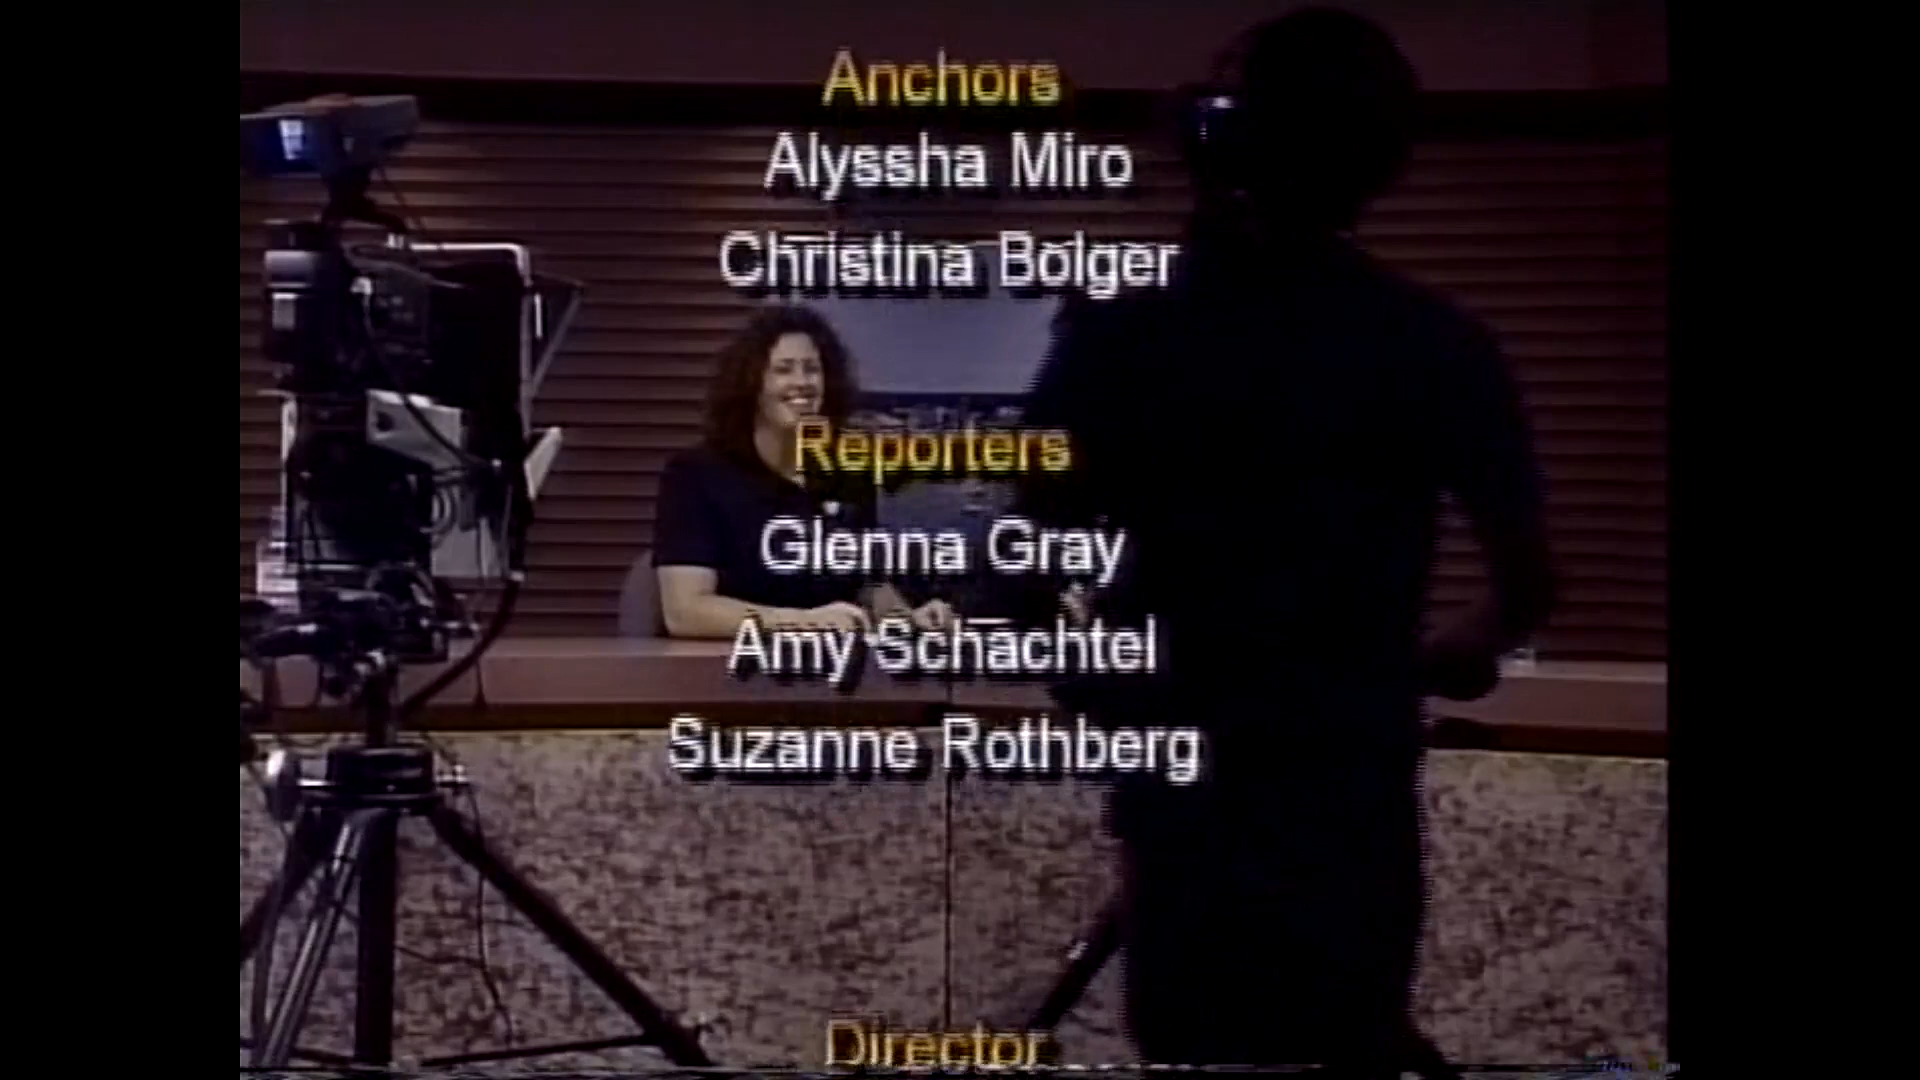 Anchors
Alyssha Miro
Christina Bolger
Reporters
Glenna Gray
Amy Schachtel
Suzanne Rothberg
Director